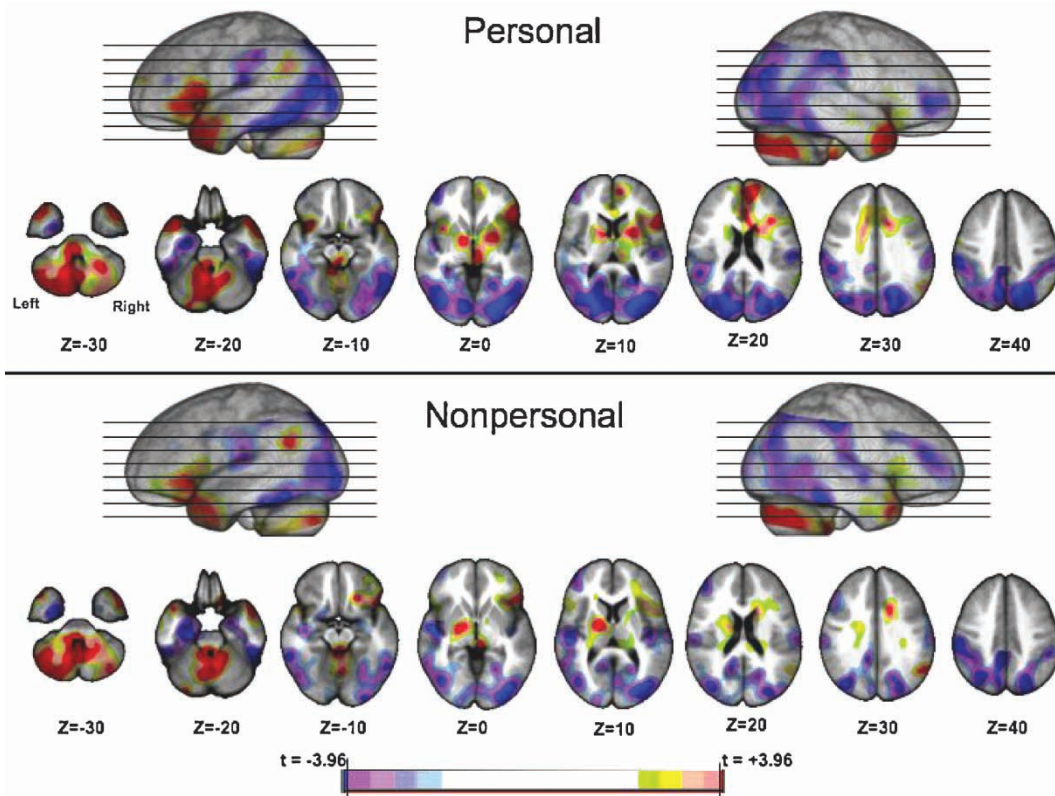 Personal
Left
Right
Z=-30
Z=-20
Z=-10
Z=0
Z=10
Z=20
Z=30
Z=40
Nonpersonal
Z=-30
Z=-20
Z=-10
Z=0
Z=10
Z=20
Z=30
Z=40
t = -3.96
t = +3.96